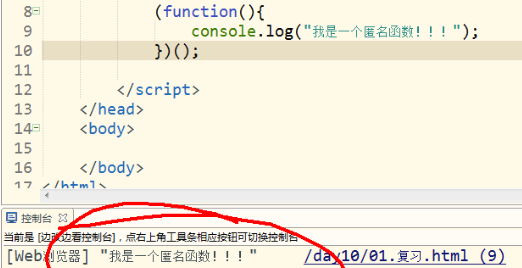 8 (function(){
9 console.log("我是一个匿名函数!!!");
10 })();
11
12 </script>
13 </head>
14 <body>
15
16 </body>
17 </html>
控制台
当前是 [边改边看控制台]，点右上角工具条相应按钮可切换控制台
[Web浏览器] "我是一个匿名函数!!!" /day10/01.复习.html (9)